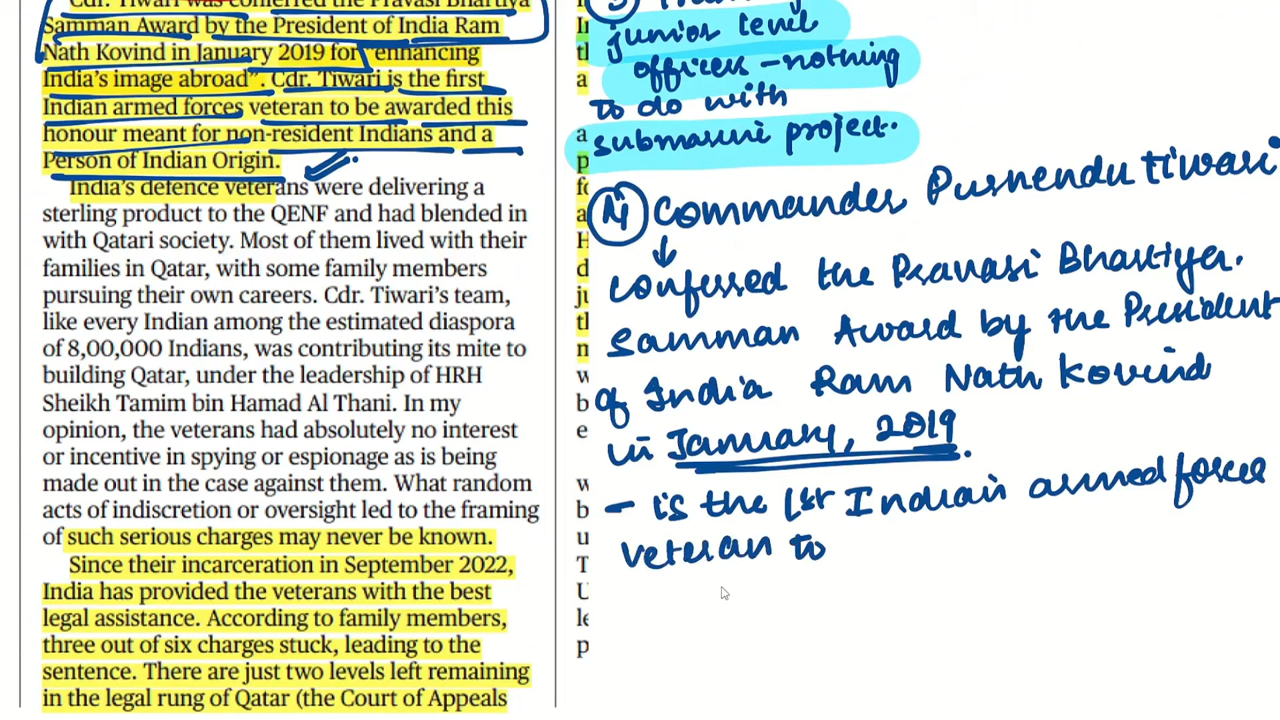 Cdr. Tiwari was conferred the Pravasi Bhartiya
Samman Award by the President of India Ram
Nath Kovind in January 2019 for “enhancing
India’s image abroad”. Cdr. Tiwari is the first
Indian armed forces veteran to be awarded this
honour meant for non-resident Indians and a
Person of Indian Origin.
India’s defence veterans were delivering a
sterling product to the QENF and had blended in
with Qatari society. Most of them lived with their
families in Qatar, with some family members
pursuing their own careers. Cdr. Tiwari’s team,
like every Indian among the estimated diaspora
of 8,00,000 Indians, was contributing its mite to
building Qatar, under the leadership of HRH
Sheikh Tamim bin Hamad Al Thani. In my
opinion, the veterans had absolutely no interest
or incentive in spying or espionage as is being
made out in the case against them. What random
acts of indiscretion or oversight led to the framing
of such serious charges may never be known.
Since their incarceration in September 2022,
India has provided the veterans with the best
legal assistance. According to family members,
three out of six charges stuck, leading to the
sentence. There are just two levels left remaining
in the legal rung of Qatar (the Court of Appeals
junior level
officers – nothing
to do with
submarine project.
4 Commander Purnendu Tiwari
conferred the Pravasi Bhartiya
Samman Award by the President
of India Ram Nath Kovind
in January, 2019.
– is the 1st Indian armed forces
veteran to